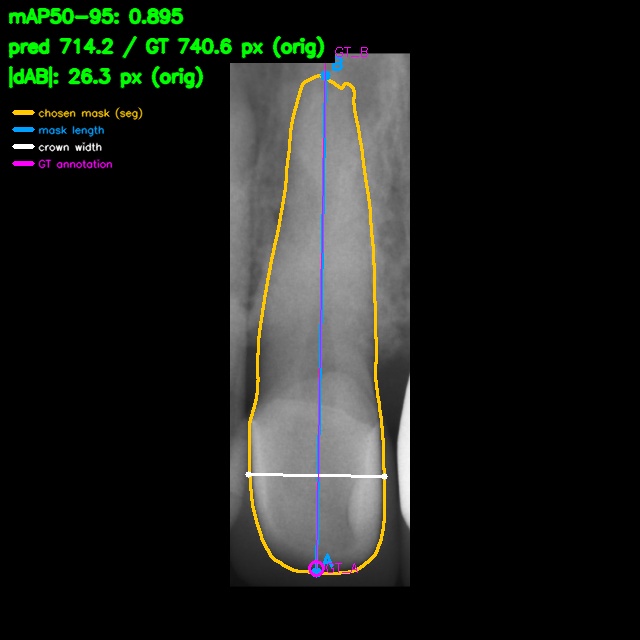 mAP50-95: 0.895
pred 714.2 / GT 740.6 px (orig)
|dAB|: 26.3 px (orig)
chosen mask (seg)
mask length
crown width
GT annotation
GT_B
B
A
GT_A